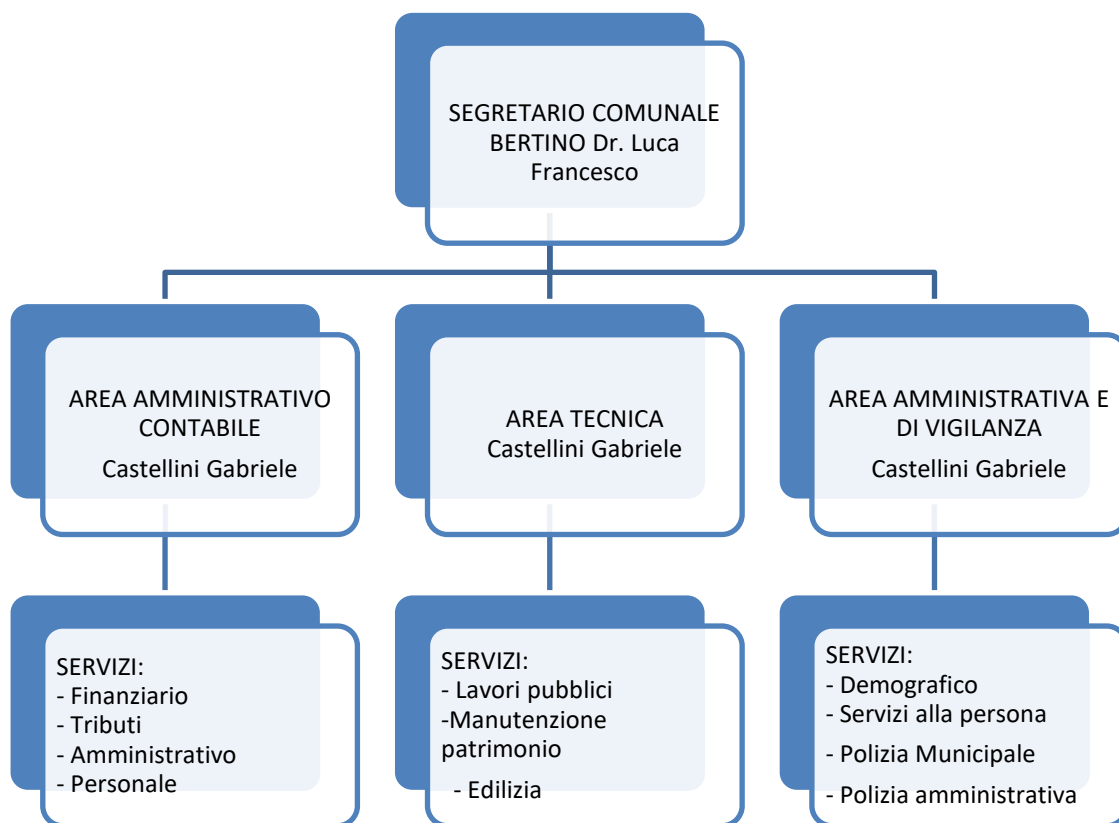 SEGRETARIO COMUNALE
BERTINO Dr. Luca
Francesco
AREA AMMINISTRATIVO
CONTABILE
Castellini Gabriele
AREA TECNICA
Castellini Gabriele
AREA AMMINISTRATIVA E
DI VIGILANZA
Castellini Gabriele
SERVIZI:
- Finanziario
- Tributi
- Amministrativo
- Personale
SERVIZI:
- Lavori pubblici
-Manutenzione
patrimonio
- Edilizia
SERVIZI:
- Demografico
- Servizi alla persona
- Polizia Municipale
- Polizia amministrativa